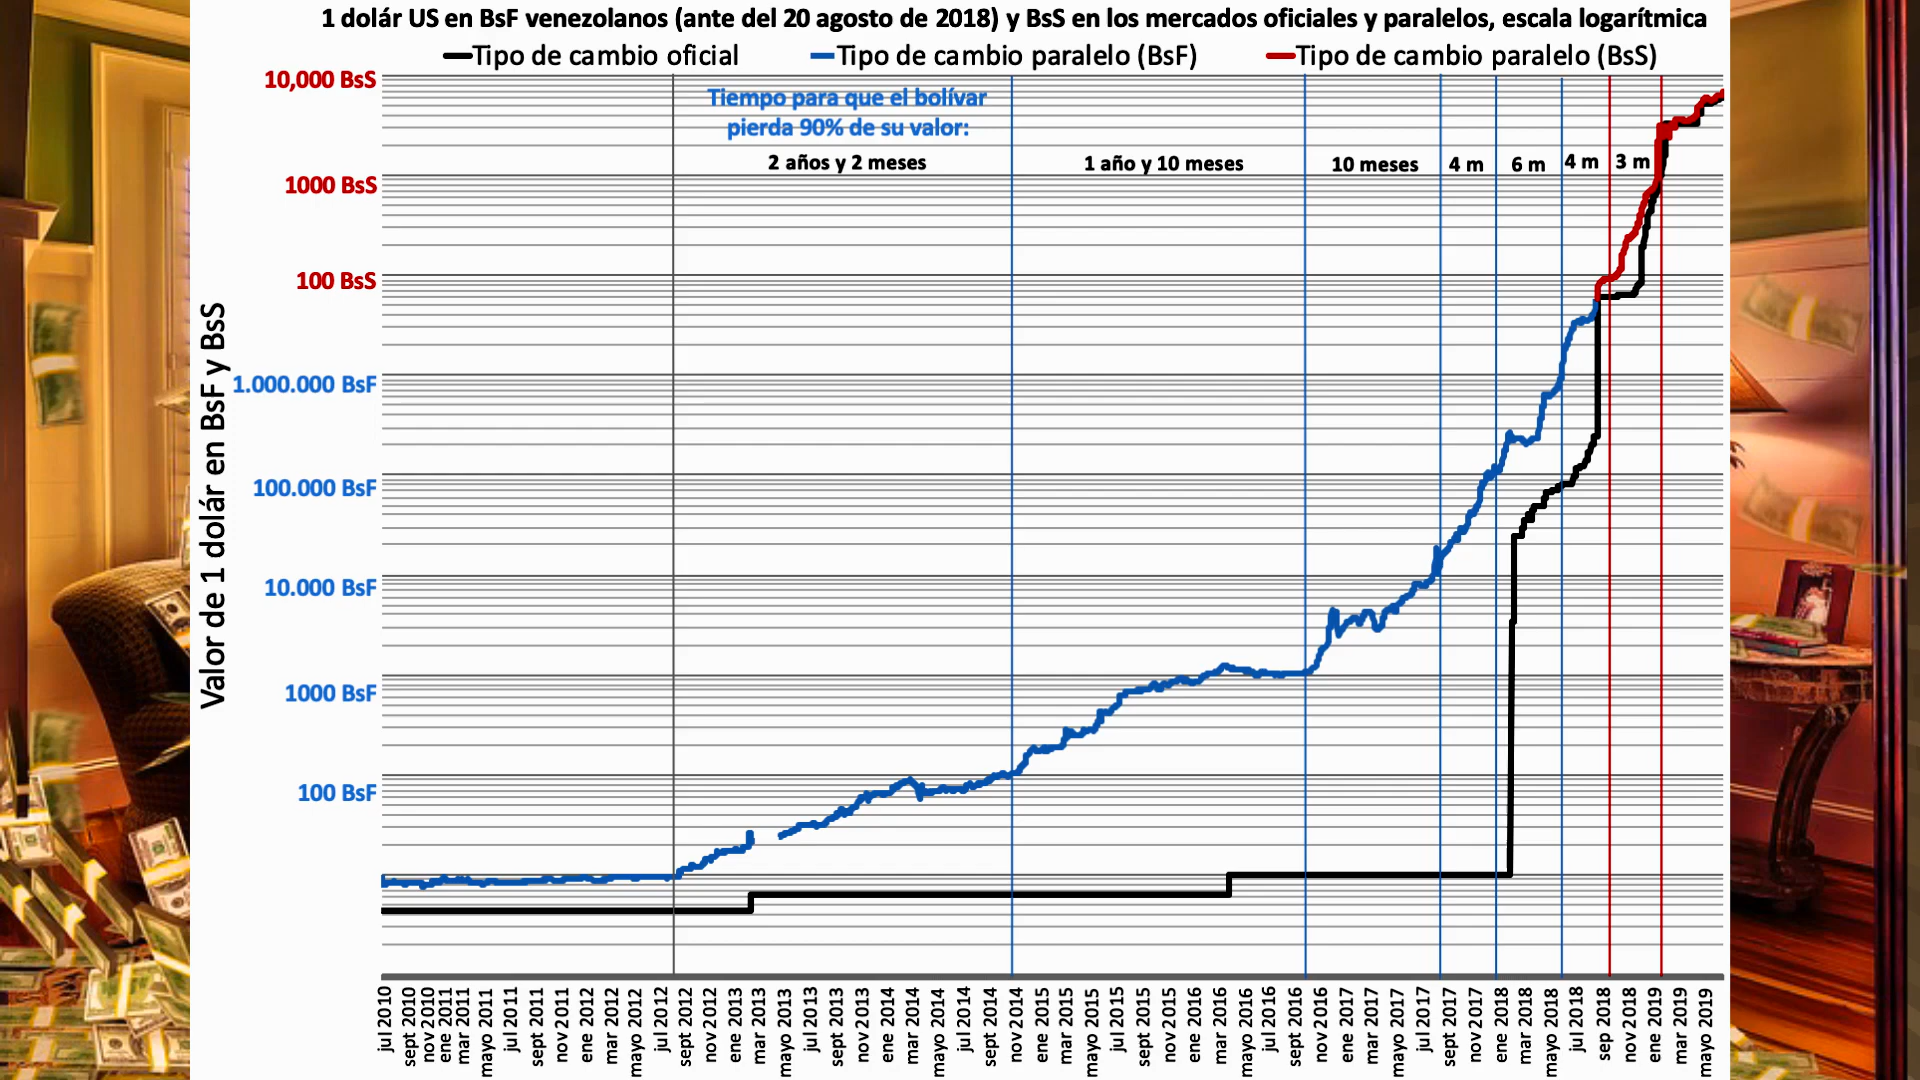 1 dolár US en BsF venezolanos (ante del 20 agosto de 2018) y BsS en los mercados oficiales y paralelos, escala logarítmica
Tipo de cambio oficial
Tipo de cambio paralelo (BsF)
Tipo de cambio paralelo (BsS)
Tiempo para que el bolívar
pierda 90% de su valor:
2 años y 2 meses
1 año y 10 meses
10 meses
4 m
6 m
4 m
3 m
Valor de 1 dolár en BsF y BsS
10,000 BsS
1000 BsS
100 BsS
1.000.000 BsF
100.000 BsF
10.000 BsF
1000 BsF
100 BsF
jul 2010
sept 2010
nov 2010
ene 2011
mar 2011
mayo 2011
jul 2011
sept 2011
nov 2011
ene 2012
mar 2012
mayo 2012
jul 2012
sept 2012
nov 2012
ene 2013
mar 2013
mayo 2013
jul 2013
sept 2013
nov 2013
ene 2014
mar 2014
mayo 2014
jul 2014
sept 2014
nov 2014
ene 2015
mar 2015
mayo 2015
jul 2015
sept 2015
nov 2015
ene 2016
mar 2016
mayo 2016
jul 2016
sept 2016
nov 2016
ene 2017
mar 2017
mayo 2017
jul 2017
sept 2017
nov 2017
ene 2018
mar 2018
mayo 2018
jul 2018
sep 2018
nov 2018
ene 2019
mar 2019
mayo 2019